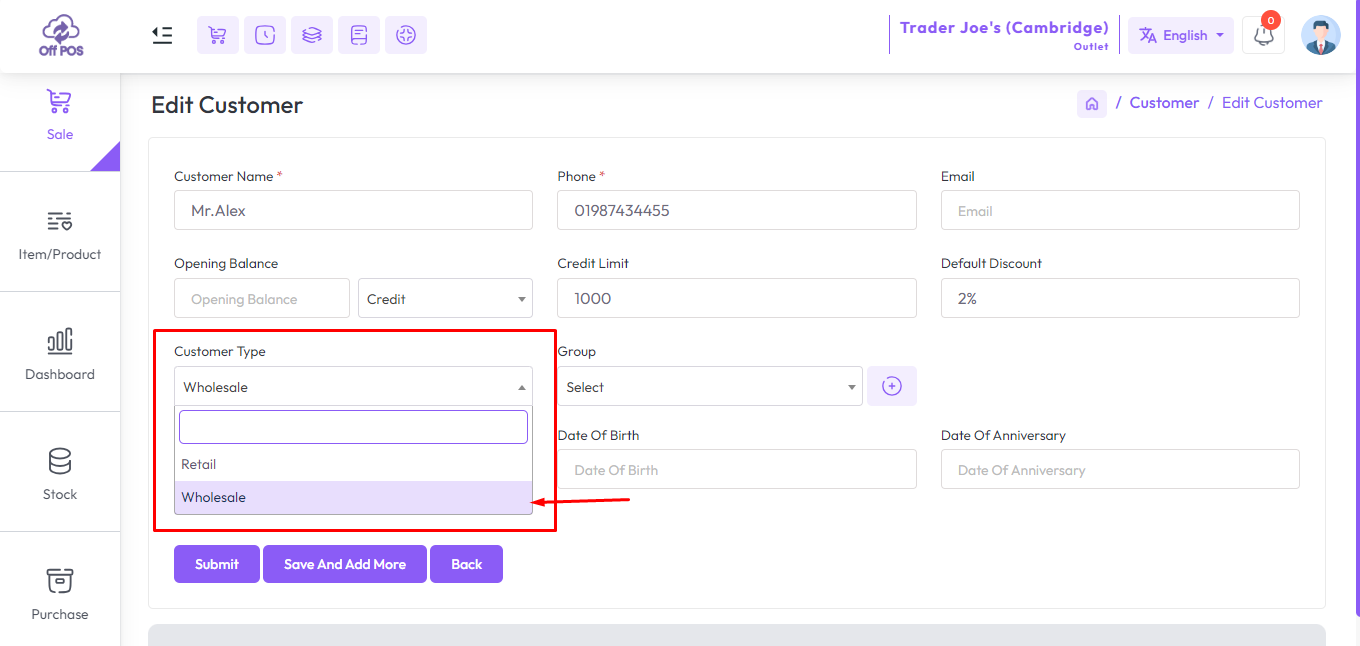 Off POS
Trader Joe's (Cambridge)
Outlet
English
0
Sale
Item/Product
Dashboard
Stock
Purchase
Edit Customer
/ Customer / Edit Customer
Customer Name *
Phone *
Email
Mr.Alex
01987434455
Email
Opening Balance
Credit Limit
Default Discount
Opening Balance
Credit
1000
2%
Customer Type
Group
Wholesale
Select
Retail
Wholesale
Date Of Birth
Date Of Anniversary
Date Of Birth
Date Of Anniversary
Submit
Save And Add More
Back